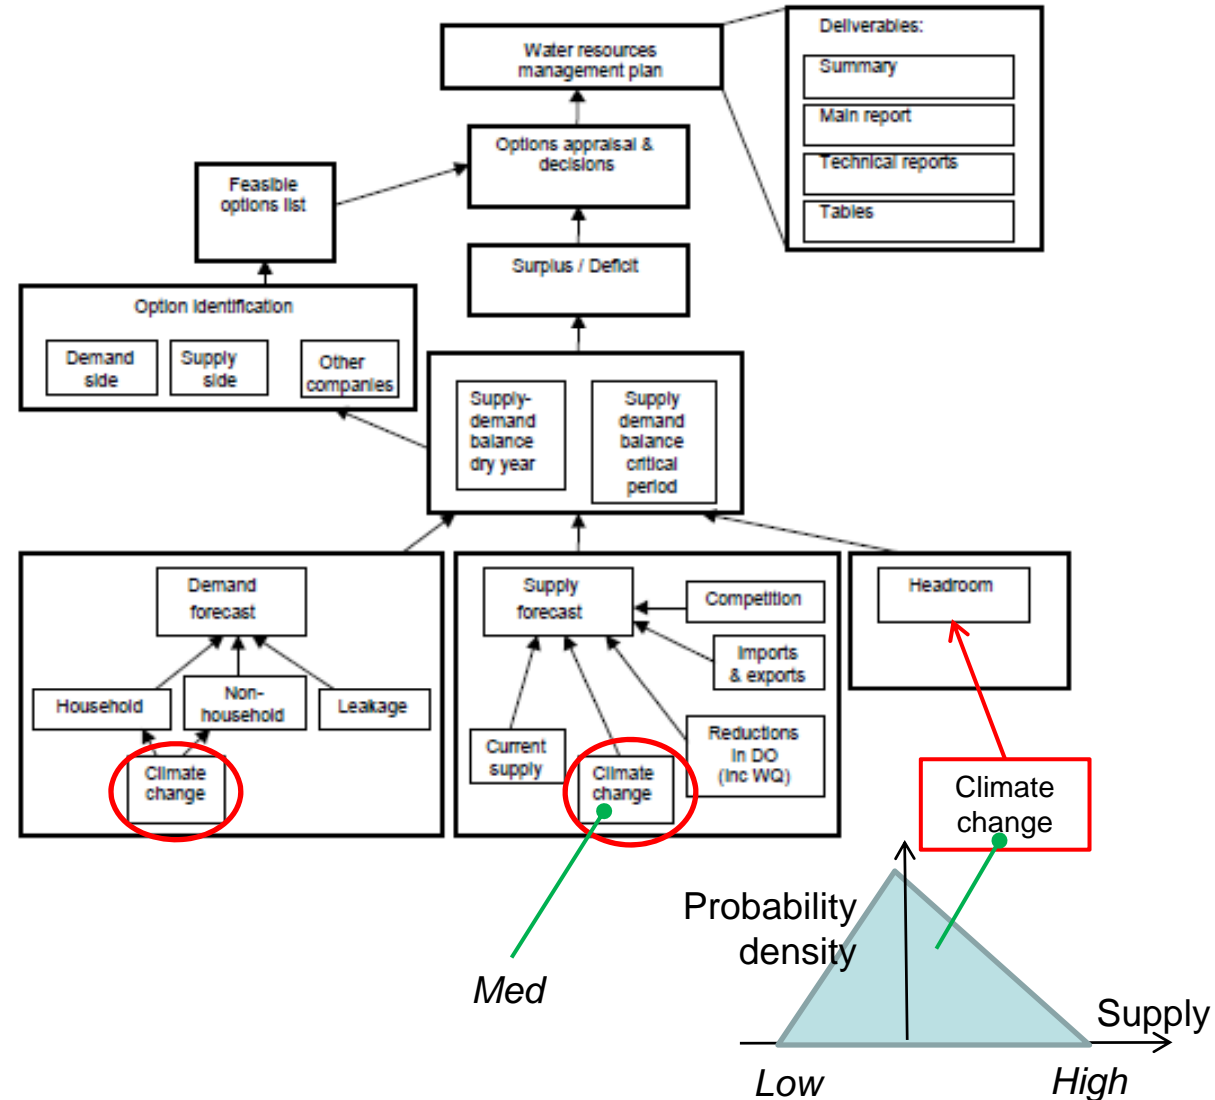 Water resources
management plan
Deliverables:
Summary
Main report
Technical reports
Tables
Options appraisal &
decisions
Feasible
options list
Surplus / Deficit
Option identification
Demand
side
Supply
side
Other
companies
Supply-
demand
balance
dry year
Supply
demand
balance
critical
period
Demand
forecast
Household
Non-
household
Leakage
Climate
change
Supply
forecast
Competition
Imports
& exports
Current
supply
Climate
change
Reductions
in DO
(inc WQ)
Headroom
Climate
change
Med
Probability
density
Supply
Low
High